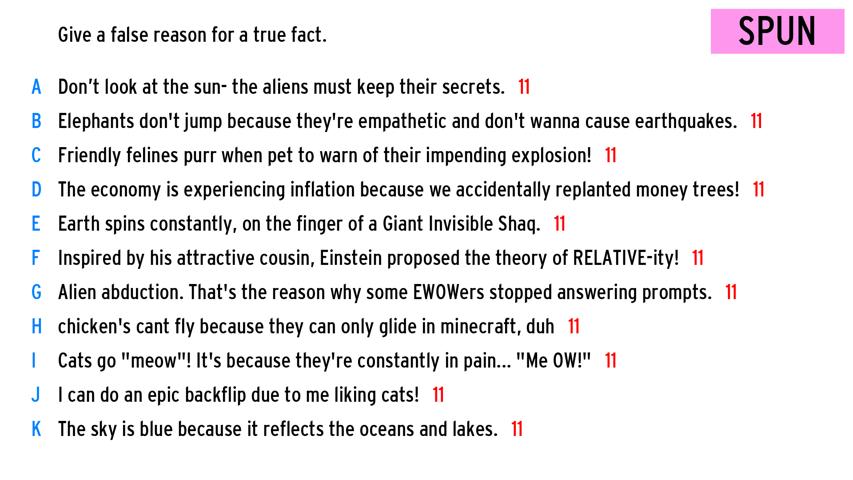 Give a false reason for a true fact.
SPUN
A Don't look at the sun- the aliens must keep their secrets. 11
B Elephants don't jump because they're empathetic and don't wanna cause earthquakes. 11
C Friendly felines purr when pet to warn of their impending explosion! 11
D The economy is experiencing inflation because we accidentally replanted money trees! 11
E Earth spins constantly, on the finger of a Giant Invisible Shaq. 11
F Inspired by his attractive cousin, Einstein proposed the theory of RELATIVE-ity! 11
G Alien abduction. That's the reason why some EWOWers stopped answering prompts. 11
H chicken's cant fly because they can only glide in minecraft, duh 11
I Cats go "meow"! It's because they're constantly in pain... "Me OW!" 11
J I can do an epic backflip due to me liking cats! 11
K The sky is blue because it reflects the oceans and lakes. 11